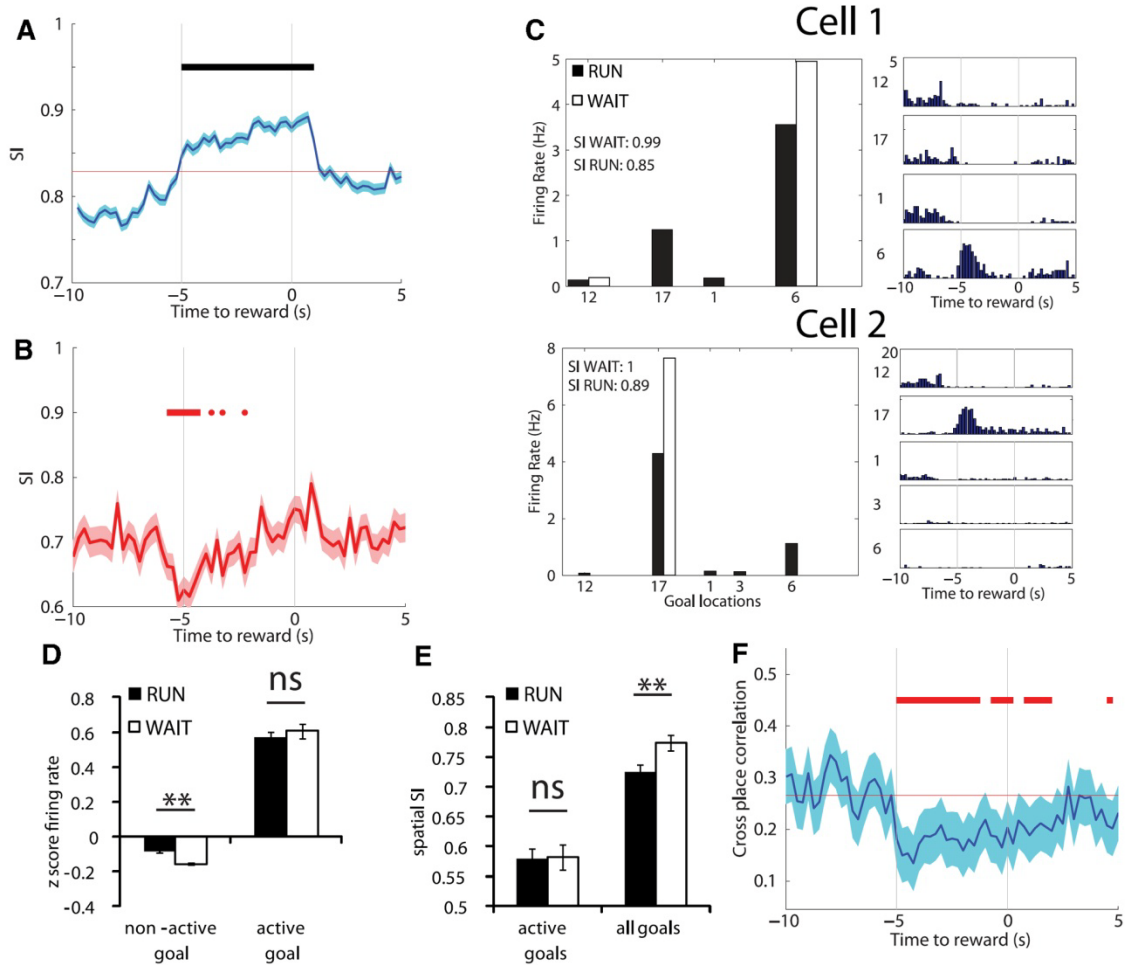 A
1
0.9
0.8
0.7
SI
−10
−5
0
5
Time to reward (s)
B
1
0.9
0.8
0.7
0.6
SI
−10
−5
0
5
Time to reward (s)
C
Cell 1
5
4
3
2
1
0
Firing Rate (Hz)
RUN
WAIT
SI WAIT: 0.99
SI RUN: 0.85
12
17
1
6
5
12
17
1
6
−10
−5
0
5
Time to reward (s)
Cell 2
8
6
4
2
0
Firing Rate (Hz)
SI WAIT: 1
SI RUN: 0.89
12
17
1
3
6
Goal locations
20
12
17
1
3
6
−10
−5
0
5
Time to reward (s)
D
RUN
WAIT
0.8
0.6
0.4
0.2
0
-0.2
-0.4
z score firing rate
**
ns
non -active
goal
active
goal
E
RUN
WAIT
0.85
0.8
0.75
0.7
0.65
0.6
0.55
0.5
spatial SI
ns
**
active
goals
all goals
F
0.5
0.4
0.3
0.2
0.1
Cross place correlation
−10
−5
0
5
Time to reward (s)